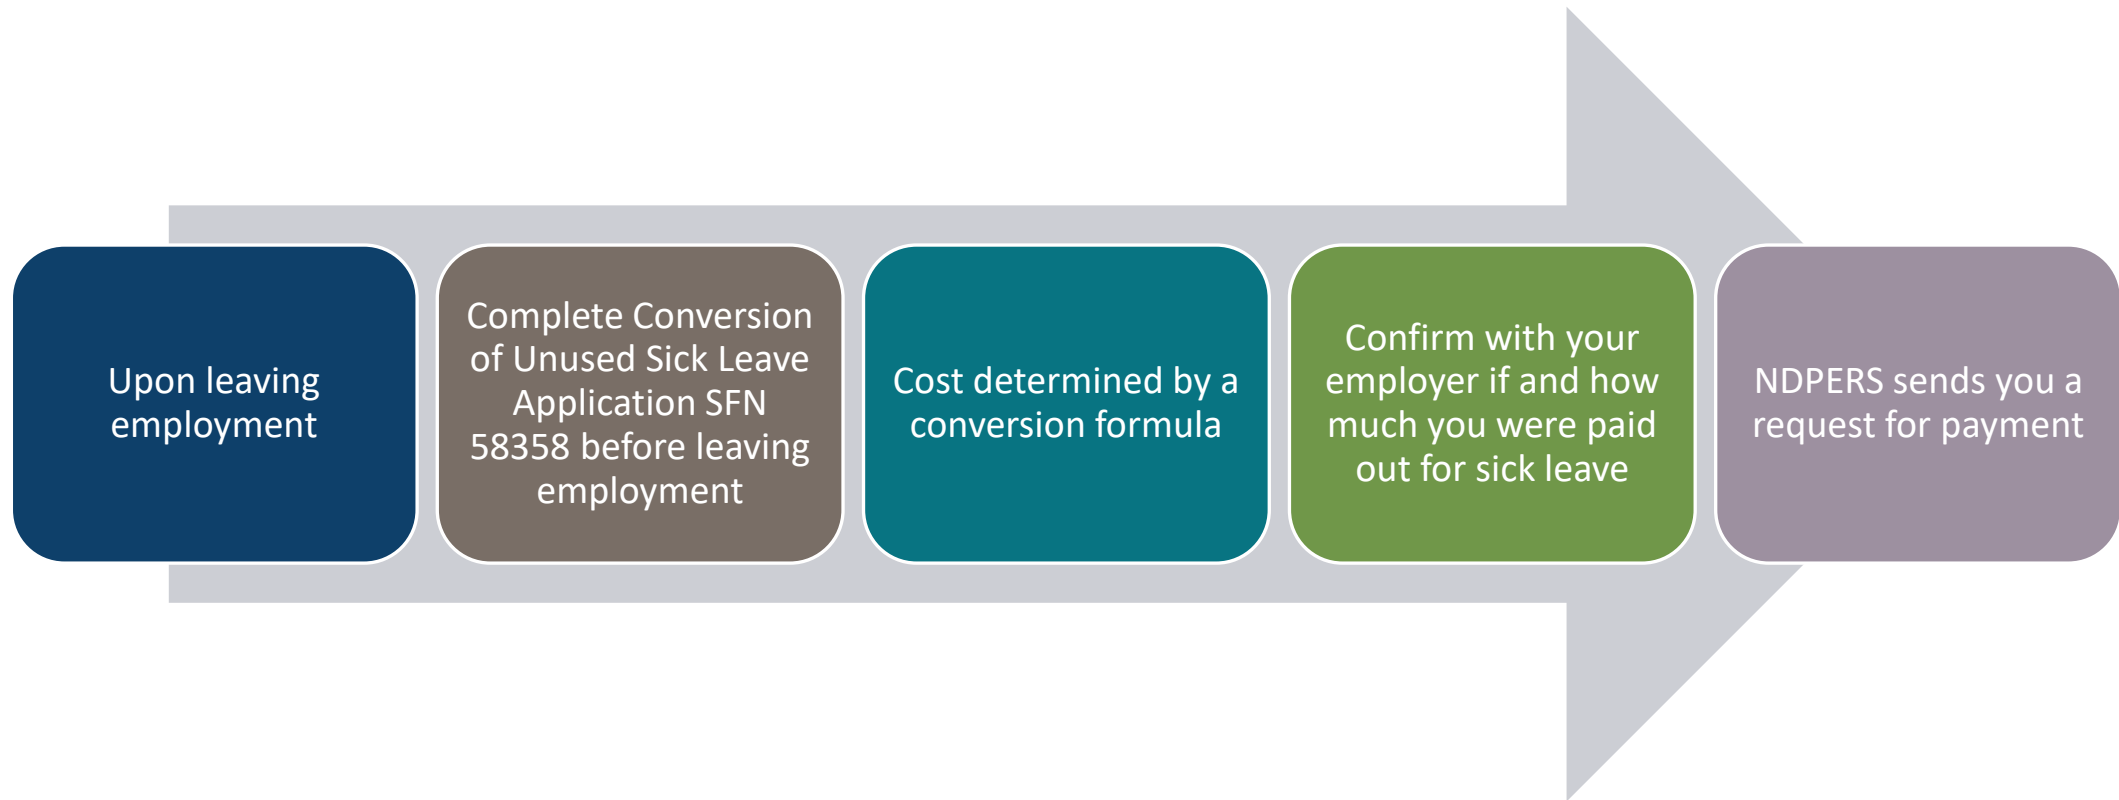 Upon leaving
employment
Complete Conversion
of Unused Sick Leave
Application SFN
58358 before leaving
employment
Cost determined by a
conversion formula
Confirm with your
employer if and how
much you were paid
out for sick leave
NDPERS sends you a
request for payment